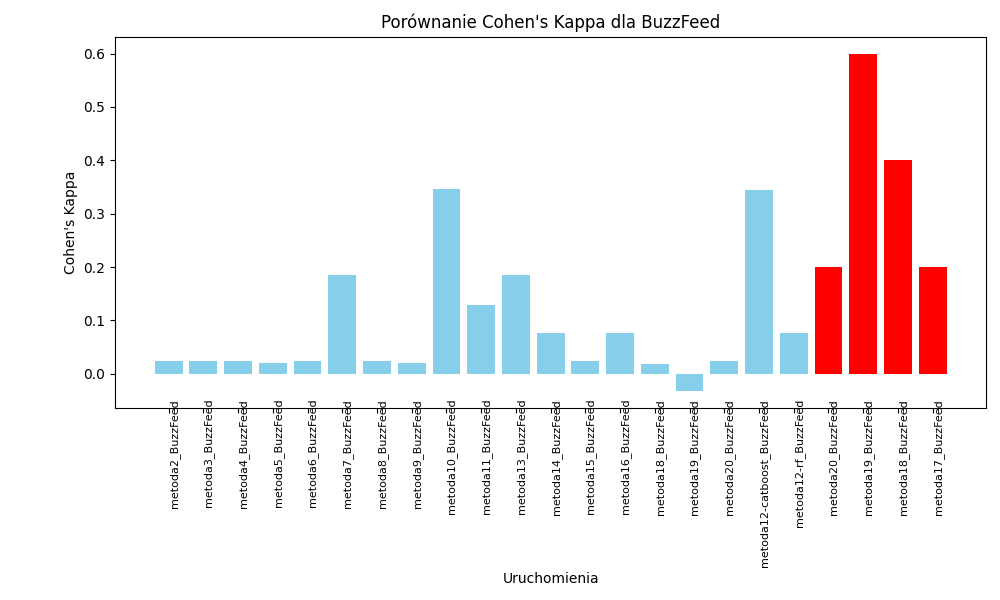 Porównanie Cohen's Kappa dla BuzzFeed
Cohen's Kappa
0.6
0.5
0.4
0.3
0.2
0.1
0.0
metoda2_BuzzFeed
metoda3_BuzzFeed
metoda4_BuzzFeed
metoda5_BuzzFeed
metoda6_BuzzFeed
metoda7_BuzzFeed
metoda8_BuzzFeed
metoda9_BuzzFeed
metoda10_BuzzFeed
metoda11_BuzzFeed
metoda13_BuzzFeed
metoda14_BuzzFeed
metoda15_BuzzFeed
metoda16_BuzzFeed
metoda18_BuzzFeed
metoda19_BuzzFeed
metoda20_BuzzFeed
metoda12-catboost_BuzzFeed
metoda12-rf_BuzzFeed
metoda20_BuzzFeed
metoda19_BuzzFeed
metoda18_BuzzFeed
metoda17_BuzzFeed
Uruchomienia